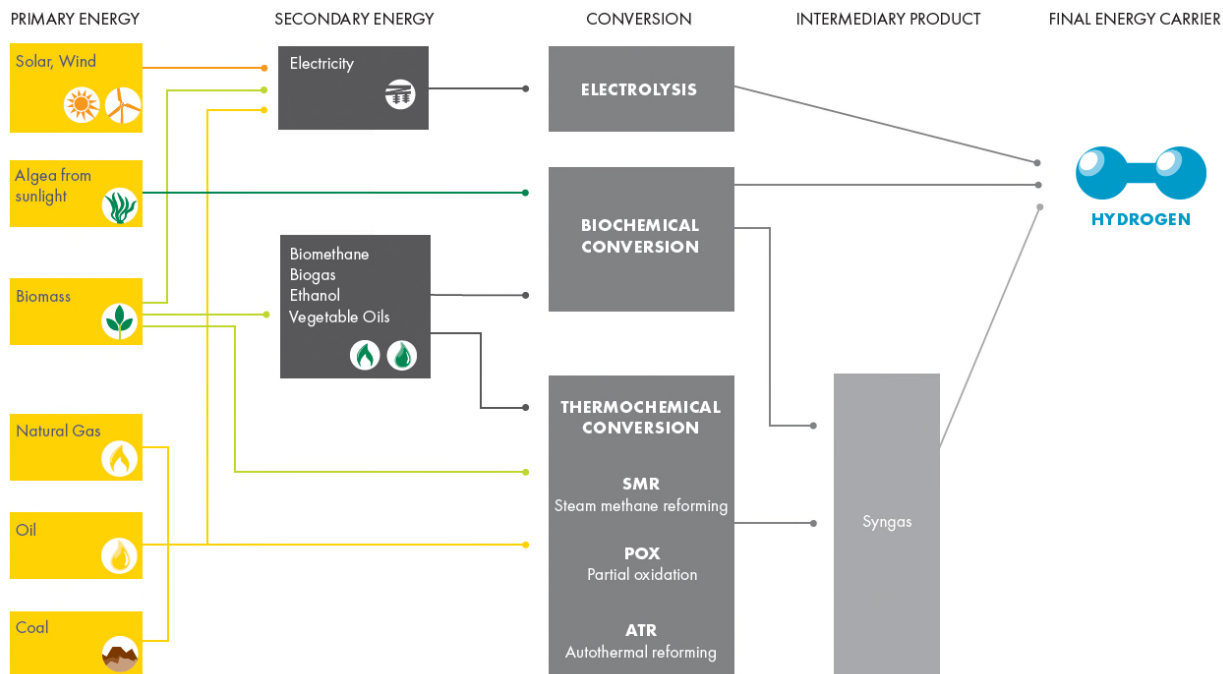 PRIMARY ENERGY
SECONDARY ENERGY
CONVERSION
INTERMEDIARY PRODUCT
FINAL ENERGY CARRIER
Solar, Wind
Electricity
ELECTROLYSIS
Algea from
sunlight
BIOCHEMICAL
CONVERSION
HYDROGEN
Biomethane
Biogas
Ethanol
Vegetable Oils
Biomass
Natural Gas
THERMOCHEMICAL
CONVERSION
SMR
Steam methane reforming
Oil
Syngas
POX
Partial oxidation
Coal
ATR
Autothermal reforming